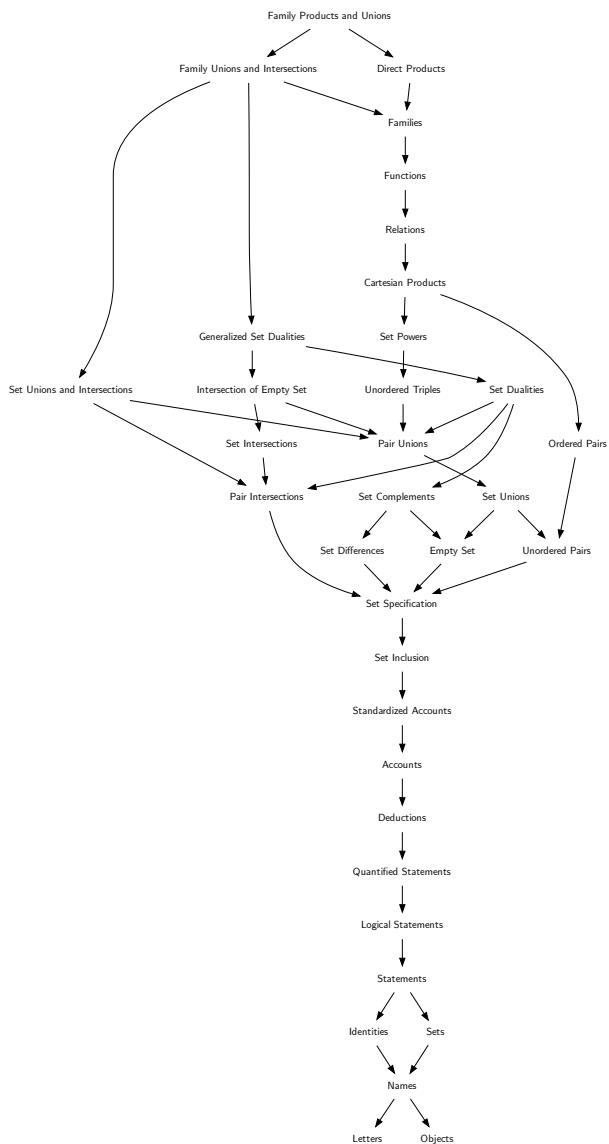 Family Products and Unions
Family Unions and Intersections
Direct Products
Families
Functions
Relations
Cartesian Products
Generalized Set Dualities
Set Powers
Set Unions and Intersections
Intersection of Empty Set
Unordered Triples
Set Dualities
Set Intersections
Pair Unions
Ordered Pairs
Pair Intersections
Set Complements
Set Unions
Set Differences
Empty Set
Unordered Pairs
Set Specification
Set Inclusion
Standardized Accounts
Accounts
Deductions
Quantified Statements
Logical Statements
Statements
Identities
Sets
Names
Letters
Objects